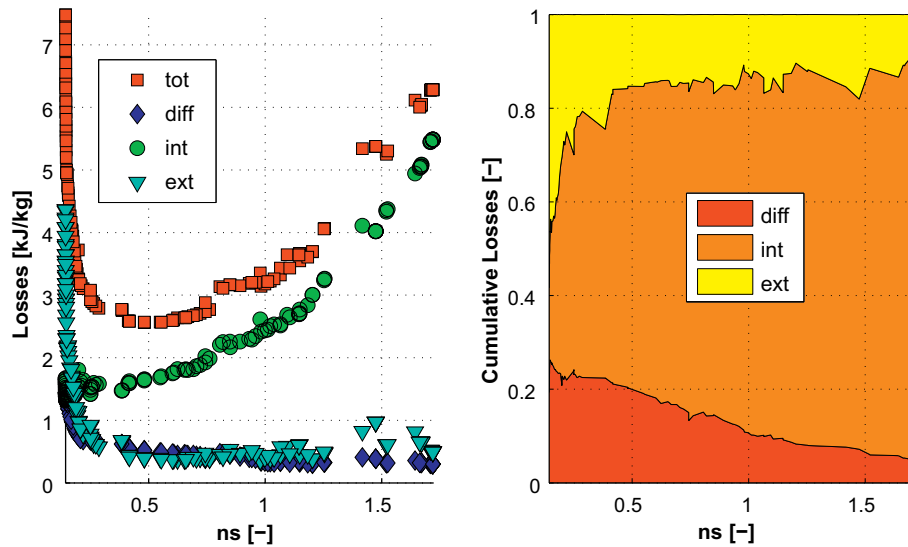 7
6
5
4
3
2
1
0
Losses [kJ/kg]
tot
diff
int
ext
0.5
1
1.5
ns [−]
1
0.8
0.6
0.4
0.2
0
Cumulative Losses [−]
diff
int
ext
0.5
1
1.5
ns [−]